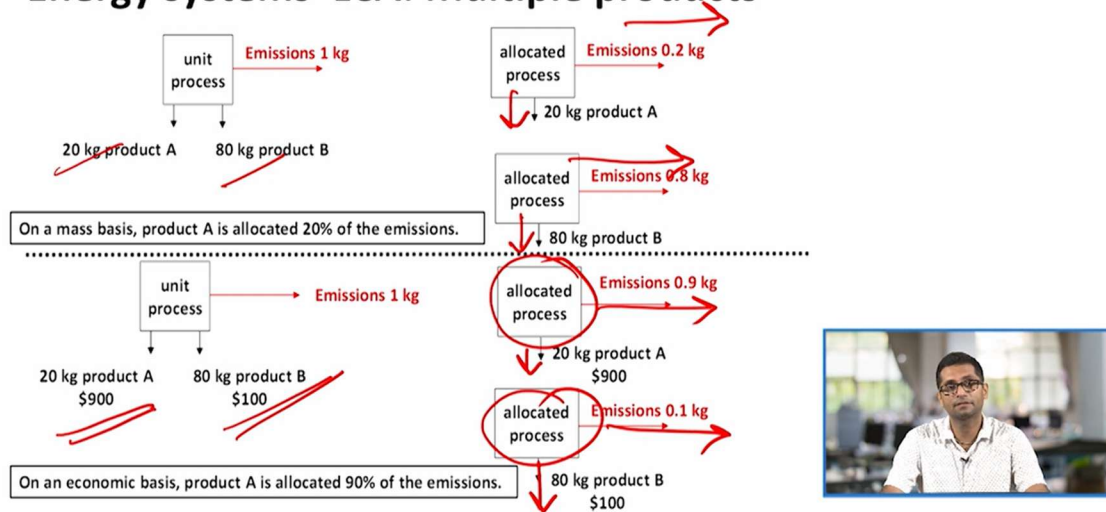 unit
process
Emissions 1 kg
20 kg product A
80 kg product B
allocated
process
Emissions 0.2 kg
20 kg product A
allocated
process
Emissions 0.8 kg
80 kg product B
On a mass basis, product A is allocated 20% of the emissions.
unit
process
Emissions 1 kg
20 kg product A
$900
80 kg product B
$100
allocated
process
Emissions 0.9 kg
20 kg product A
$900
allocated
process
Emissions 0.1 kg
80 kg product B
$100
On an economic basis, product A is allocated 90% of the emissions.